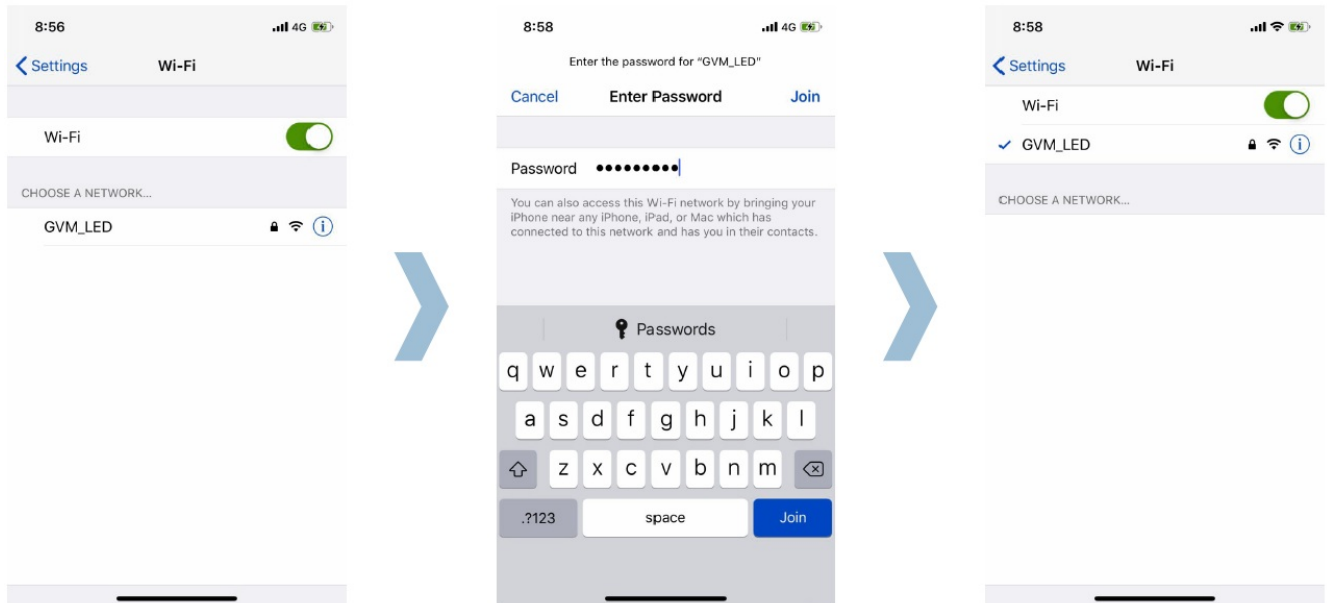 8:56 4G
Settings Wi-Fi
Wi-Fi
CHOOSE A NETWORK...
GVM_LED
8:58 4G
Enter the password for “GVM_LED”
Cancel Enter Password Join
Password •••••••••
You can also access this Wi-Fi network by bringing your
iPhone near any iPhone, iPad, or Mac which has
connected to this network and has you in their contacts.
Passwords
q w e r t y u i o p
a s d f g h j k l
z x c v b n m
.?123 space Join
8:58
Settings Wi-Fi
Wi-Fi
GVM_LED
CHOOSE A NETWORK...